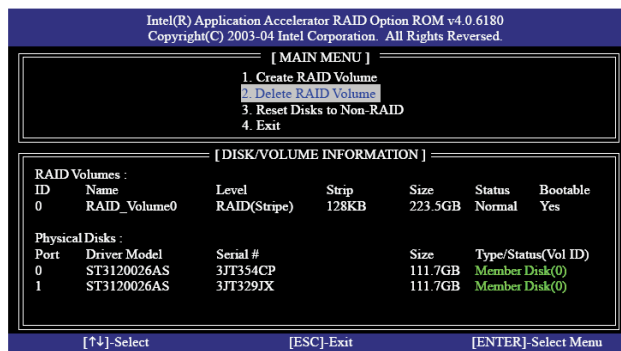 Intel(R) Application Accelerator RAID Option ROM v4.0.6180
Copyright(C) 2003-04 Intel Corporation. All Rights Reversed.
[ MAIN MENU ]
1. Create RAID Volume
2. Delete RAID Volume
3. Reset Disks to Non-RAID
4. Exit
[ DISK/VOLUME INFORMATION ]
RAID Volumes :
ID Name Level Strip Size Status Bootable
0 RAID_Volume0 RAID(Stripe) 128KB 223.5GB Normal Yes
Physical Disks :
Port Driver Model Serial # Size Type/Status(Vol ID)
0 ST3120026AS 3JT354CP 111.7GB Member Disk(0)
1 ST3120026AS 3JT329JX 111.7GB Member Disk(0)
[↑↓]-Select [ESC]-Exit [ENTER]-Select Menu